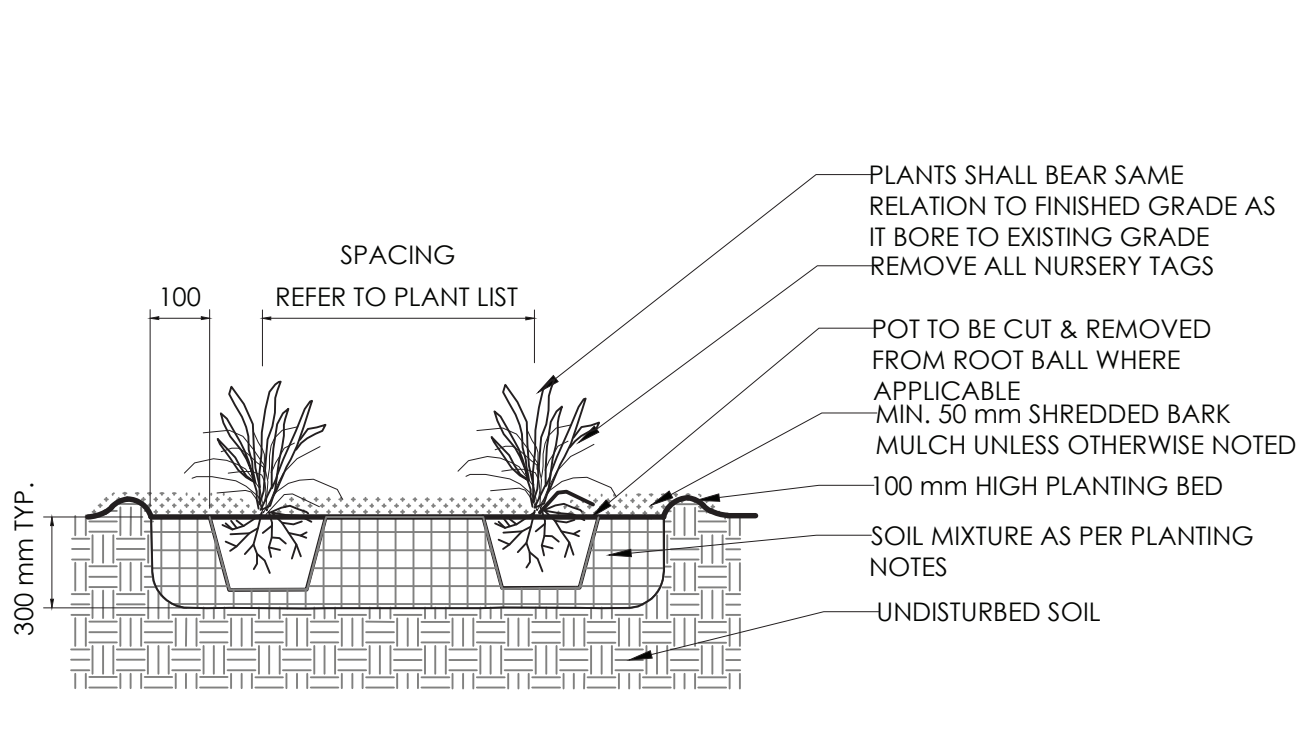 PLANTS SHALL BEAR SAME
RELATION TO FINISHED GRADE AS
IT BORE TO EXISTING GRADE
REMOVE ALL NURSERY TAGS
SPACING
REFER TO PLANT LIST
100
POT TO BE CUT & REMOVED
FROM ROOT BALL WHERE
APPLICABLE
MIN. 50 mm SHREDDED BARK
MULCH UNLESS OTHERWISE NOTED
100 mm HIGH PLANTING BED
SOIL MIXTURE AS PER PLANTING
NOTES
UNDISTURBED SOIL
300 mm TYP.